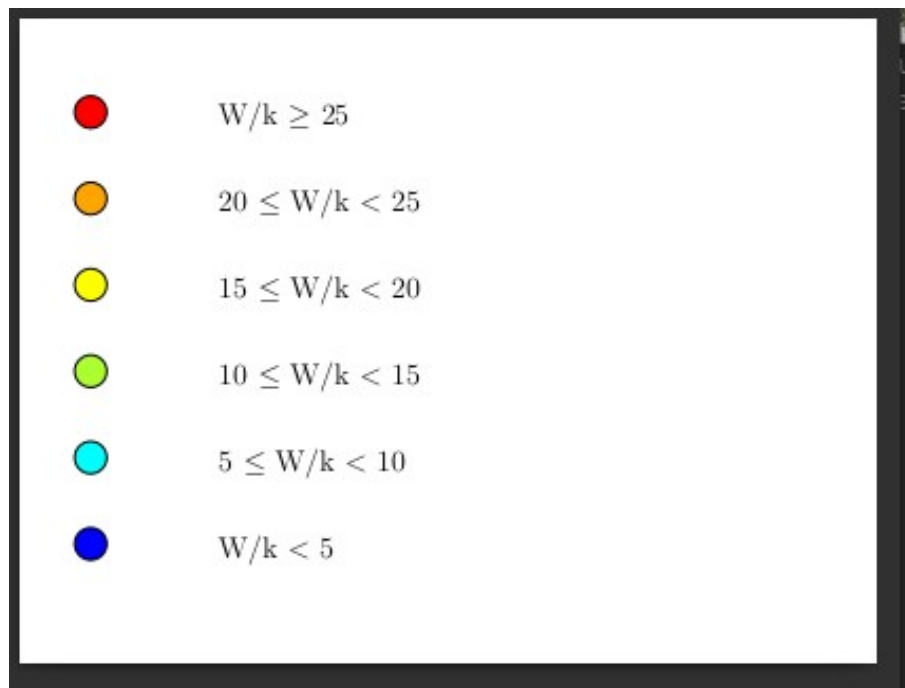 W/k ≥ 25
20 ≤ W/k < 25
15 ≤ W/k < 20
10 ≤ W/k < 15
5 ≤ W/k < 10
W/k < 5